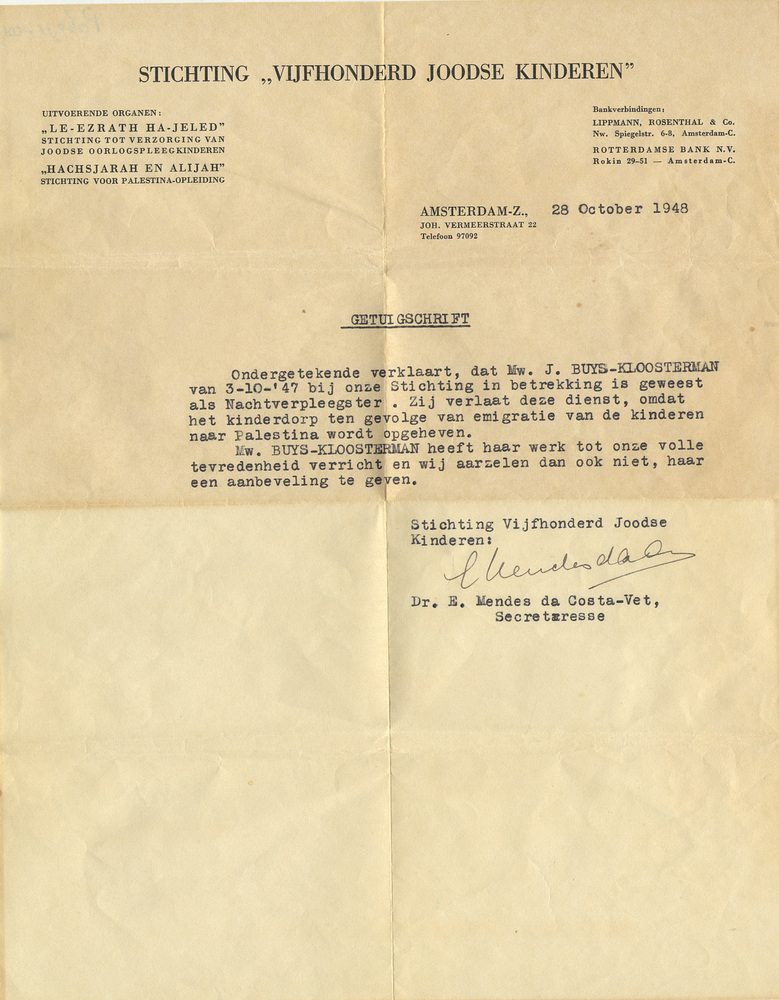 STICHTING „VIJFHONDERD JOODSE KINDEREN”
UITVOERENDE ORGANEN:
„LE-EZRATH HA-JELED”
STICHTING TOT VERZORGING VAN
JOODSE OORLOGSPLEEGKINDEREN
„HACHSJARAH EN ALIJAH”
STICHTING VOOR PALESTINA-OPLEIDING
Bankverbindingen:
LIPPMANN, ROSENTHAL & Co.
Nw. Spiegelstr. 6-8, Amsterdam-C.
ROTTERDAMSE BANK N.V.
Rokin 29-51 — Amsterdam-C.
AMSTERDAM-Z., 28 October 1948
JOH. VERMEERSTRAAT 22
Telefoon 97092
GETUIGSCHRIFT
Ondergetekende verklaart, dat Mw. J. BUYS-KLOOSTERMAN
van 3-10-'47 bij onze Stichting in betrekking is geweest
als Nachtverpleegster . Zij verlaat deze dienst, omdat
het kinderdorp ten gevolge van emigratie van de kinderen
naar Palestina wordt opgeheven.
Mw. BUYS-KLOOSTERMAN heeft haar werk tot onze volle
tevredenheid verricht en wij aarzelen dan ook niet, haar
een aanbeveling te geven.
Stichting Vijfhonderd Joodse
Kinderen:
E Mendesda
Dr. E. Mendes da Costa-Vet,
Secretaresse